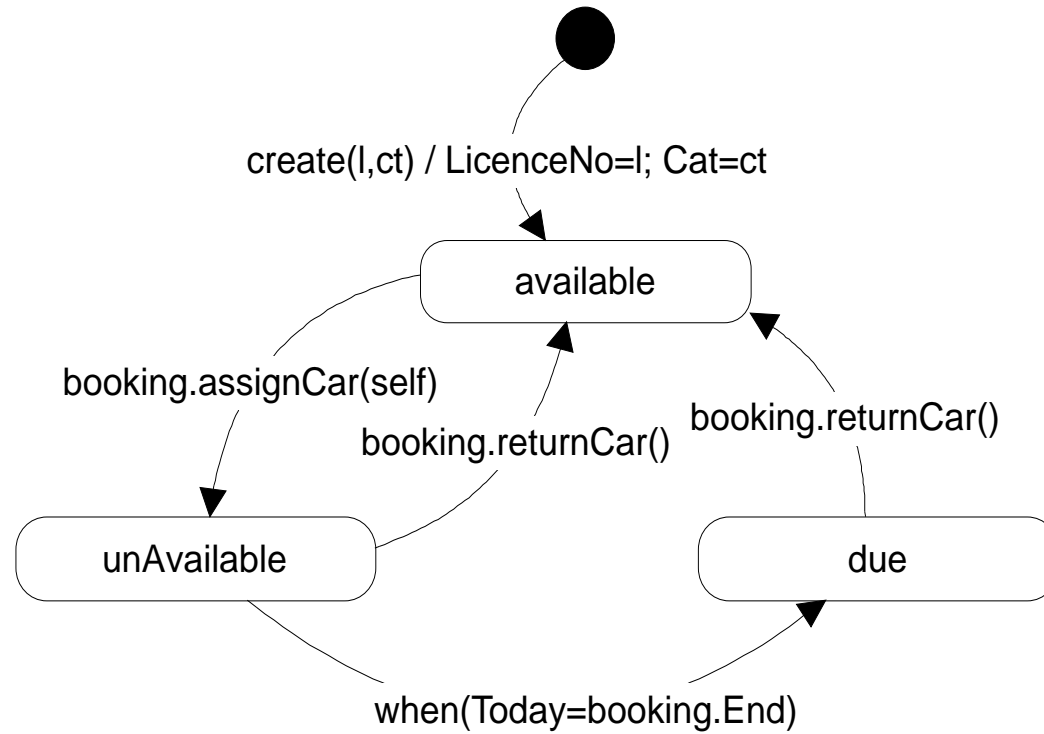 create(l,ct) / LicenceNo=l; Cat=ct
available
booking.assignCar(self)
booking.returnCar()
booking.returnCar()
unAvailable
due
when(Today=booking.End)